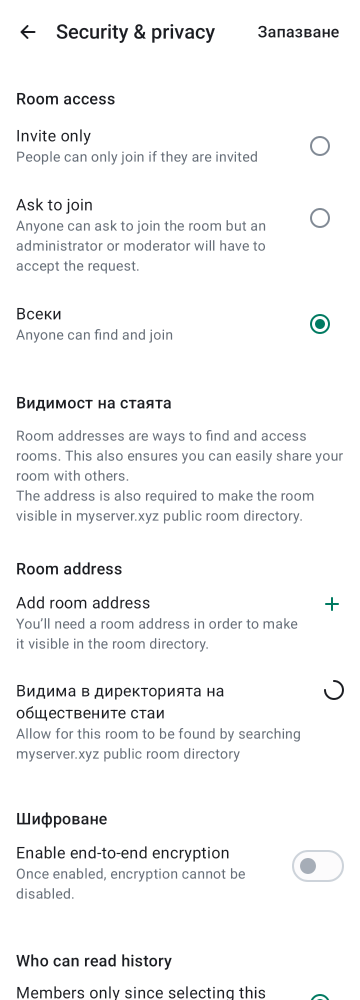 Security & privacy
Запазване
Room access
Invite only
People can only join if they are invited
Ask to join
Anyone can ask to join the room but an
administrator or moderator will have to
accept the request.
Всеки
Anyone can find and join
Видимост на стаята
Room addresses are ways to find and access
rooms. This also ensures you can easily share your
room with others.
The address is also required to make the room
visible in myserver.xyz public room directory.
Room address
Add room address
You’ll need a room address in order to make
it visible in the room directory.
Видима в директорията на
обществените стаи
Allow for this room to be found by searching
myserver.xyz public room directory
Шифроване
Enable end-to-end encryption
Once enabled, encryption cannot be
disabled.
Who can read history
Members only since selecting this